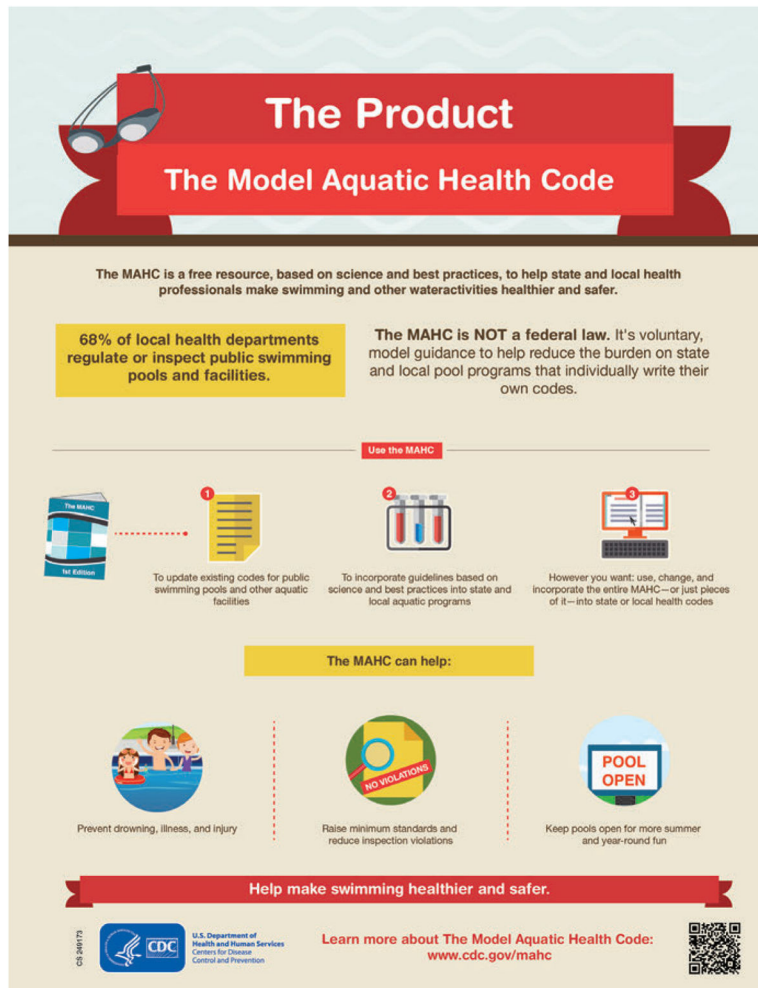 The Product
The Model Aquatic Health Code
The MAHC is a free resource, based on science and best practices, to help state and local health
professionals make swimming and other wateractivities healthier and safer.
68% of local health departments
regulate or inspect public swimming
pools and facilities.
The MAHC is NOT a federal law. It's voluntary,
model guidance to help reduce the burden on state
and local pool programs that individually write their
own codes.
Use the MAHC
The MAHC
1st Edition
1
To update existing codes for public
swimming pools and other aquatic
facilities
2
To incorporate guidelines based on
science and best practices into state and
local aquatic programs
3
However you want: use, change, and
incorporate the entire MAHC—or just pieces
of it—into state or local health codes
The MAHC can help:
Prevent drowning, illness, and injury
NO VIOLATIONS
Raise minimum standards and
reduce inspection violations
POOL
OPEN
Keep pools open for more summer
and year-round fun
Help make swimming healthier and safer.
CS 249173
CDC
U.S. Department of
Health and Human Services
Centers for Disease
Control and Prevention
Learn more about The Model Aquatic Health Code:
www.cdc.gov/mahc